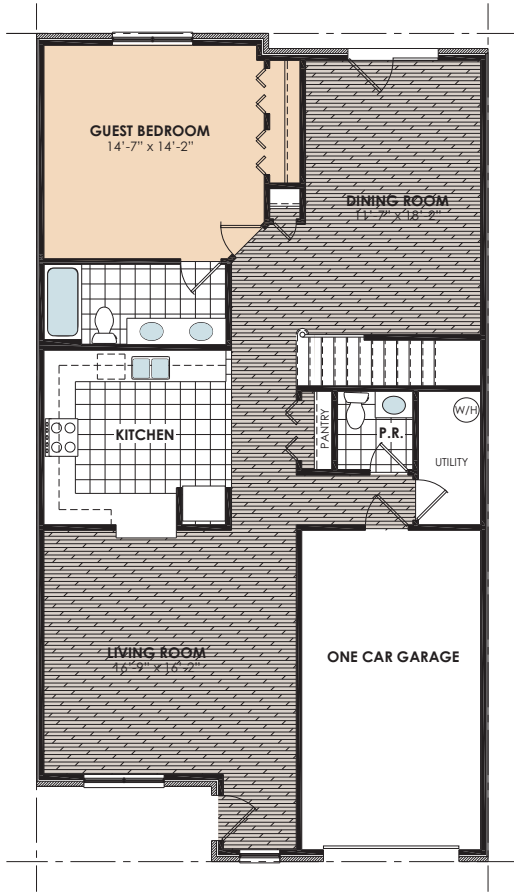 GUEST BEDROOM
14'-7" x 14'-2"
DINING ROOM
11'-7" x 18'-2"
W/H
KITCHEN
PANTRY
P.R.
UTILITY
LIVING ROOM
16'-9" x 16'-2"
ONE CAR GARAGE